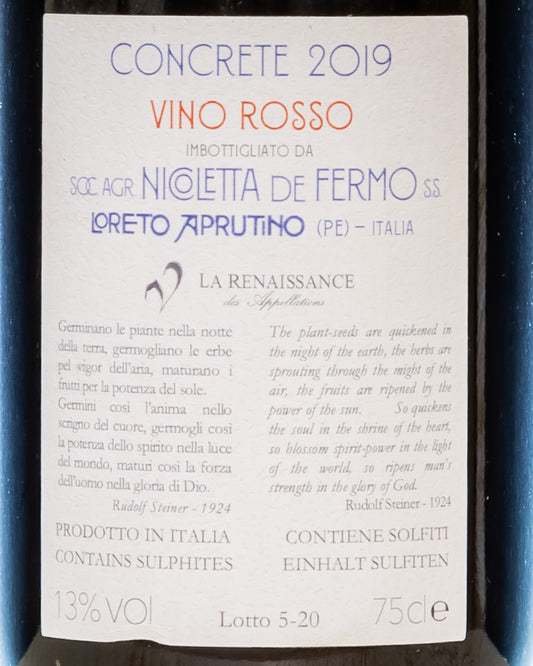 CONCRETE 2019
VINO ROSSO
IMBOTTIGLIATO DA
SOC. AGR. NICOLETTA DE FERMO S.S.
LORETO APRUTINO (PE) – ITALIA
LA RENAISSANCE
des Appellations
Germinano le piante nella notte
della terra, germogliano le erbe
pel vigor dell'aria, maturano i
frutti per la potenza del sole.
Germini così l'anima nello
scrigno del cuore, germogli così
la potenza dello spirito nella luce
del mondo, maturi così la forza
dell'uomo nella gloria di Dio.
Rudolf Steiner - 1924
The plant-seeds are quickened in
the night of the earth, the herbs are
sprouting through the might of the
air, the fruits are ripened by the
power of the sun. So quickens
the soul in the shrine of the heart,
so blossom spirit-power in the light
of the world, so ripens man's
strength in the glory of God.
Rudolf Steiner - 1924
PRODOTTO IN ITALIA
CONTAINS SULPHITES
CONTIENE SOLFITI
EINHALT SULFITEN
13% VOl
Lotto 5-20
75cl e